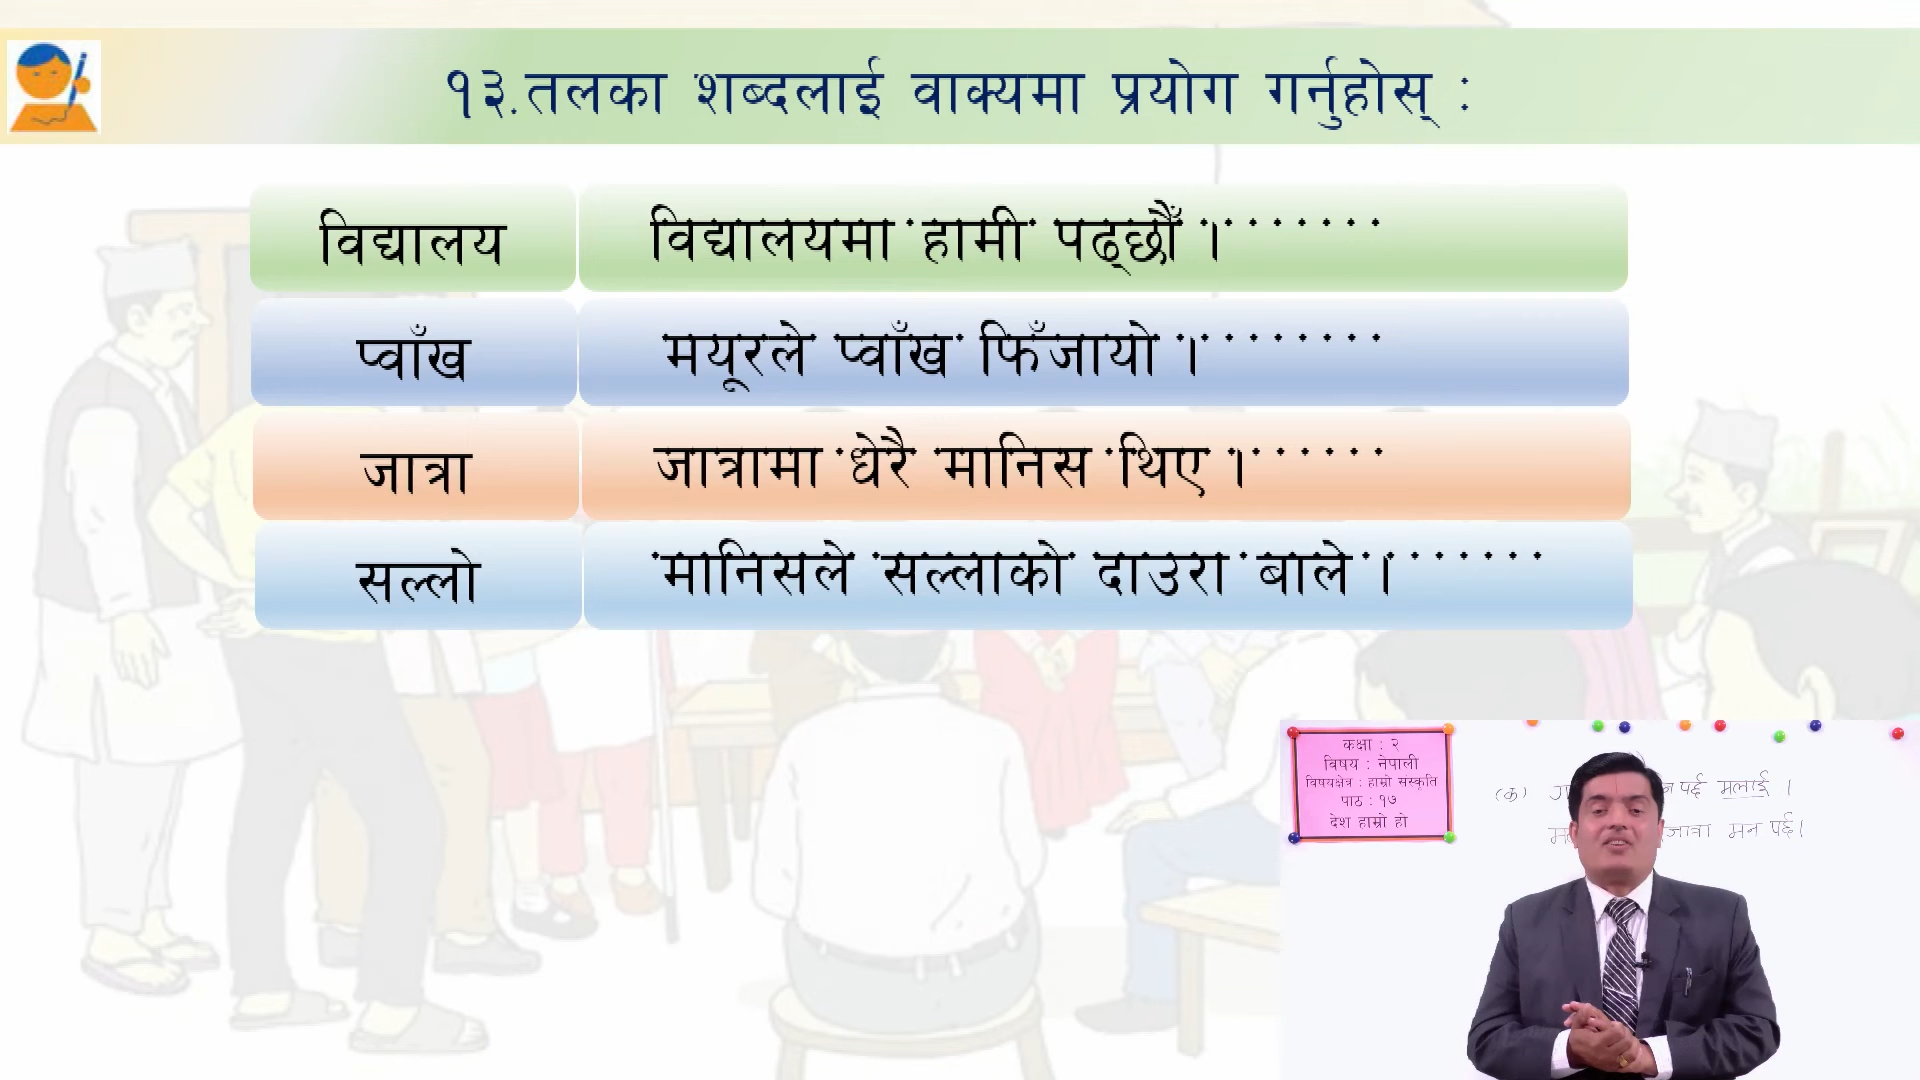 १३.तलका शब्दलाई वाक्यमा प्रयोग गर्नुहोस् :
विद्यालय विद्यालयमा हामी पढ्छौँ ।
प्वाँख मयूरले प्वाँख फिँजायो ।
जात्रा जात्रामा धेरै मानिस थिए ।
सल्लो मानिसले सल्लाको दाउरा बाले ।
कक्षा : २
विषय : नेपाली
विषयक्षेत्र : हाम्रो संस्कृति
पाठ : १७
देश हाम्रो हो
(क) पर्छ मलाई ।
जात्रा मन पर्छ।